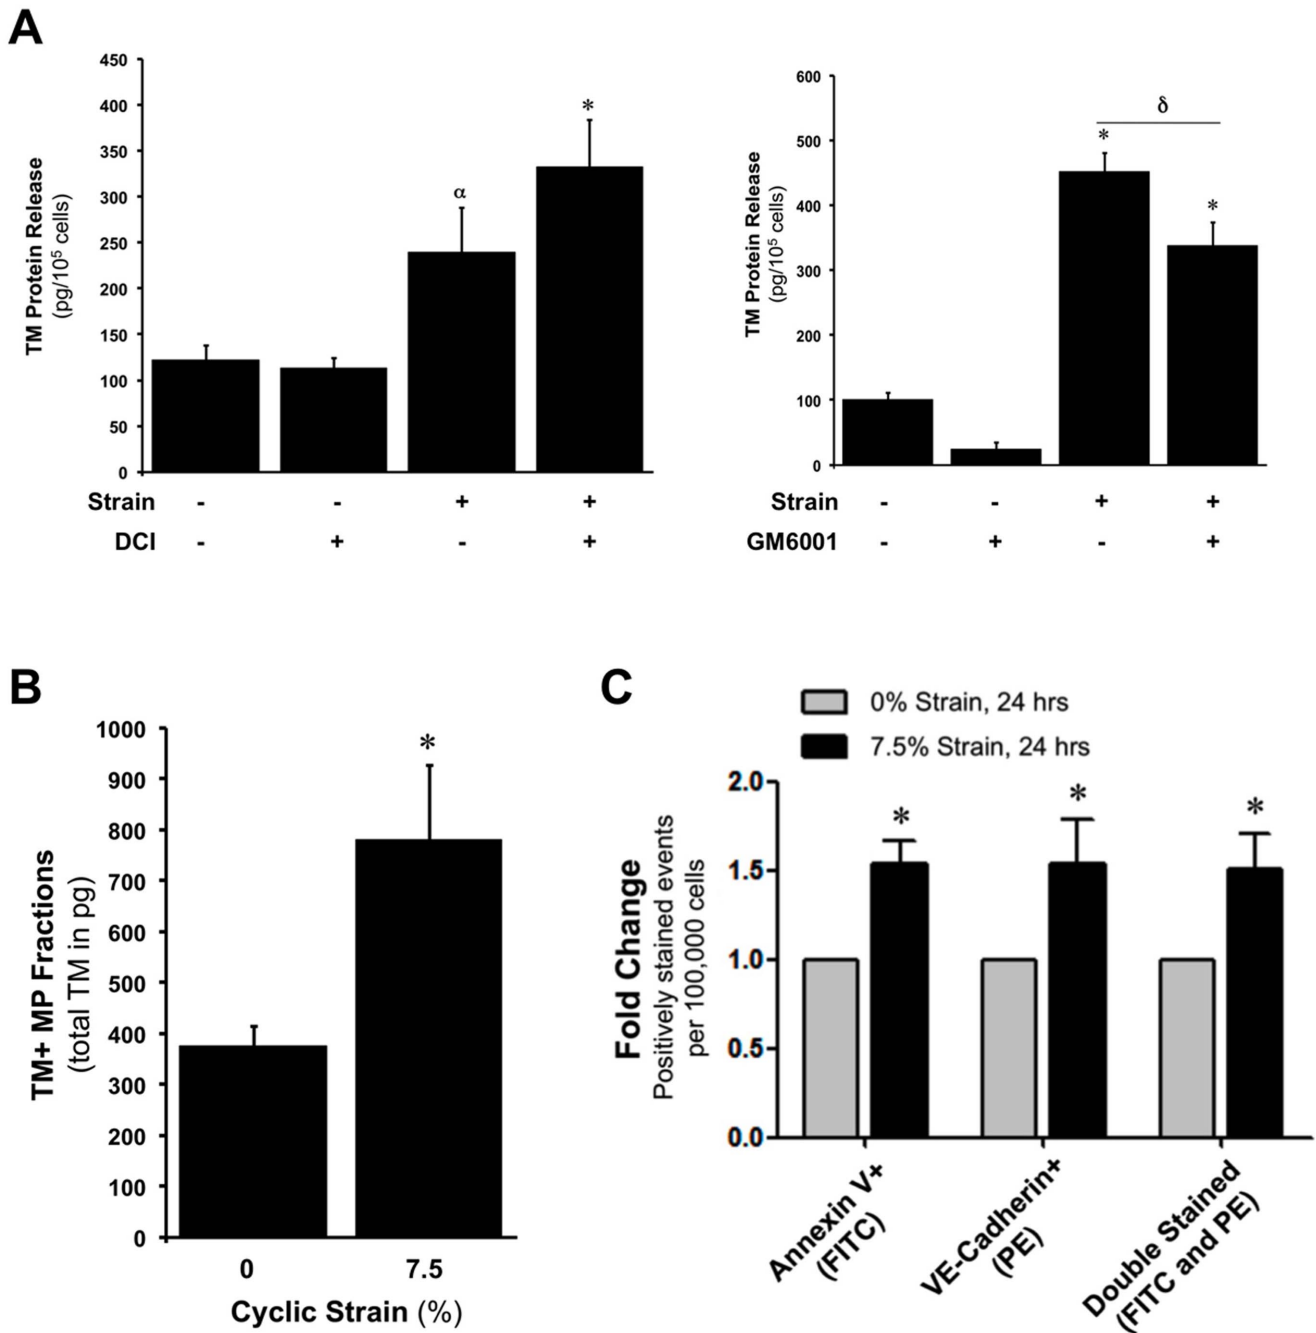 A
450
400
350
300
250
200
150
100
50
0
TM Protein Release
(pg/10⁵ cells)
α
*
Strain - - + +
DCI - + - +
600
500
400
300
200
100
0
TM Protein Release
(pg/10⁵ cells)
*
δ
*
Strain - - + +
GM6001 - + - +
B
1000
900
800
700
600
500
400
300
200
100
0
TM+ MP Fractions
(total TM in pg)
*
0 7.5
Cyclic Strain (%)
C
0% Strain, 24 hrs
7.5% Strain, 24 hrs
2.0
1.5
1.0
0.5
0.0
Fold Change
Positively stained events
per 100,000 cells
*
*
*
Annexin V+
(FITC)
VE-Cadherin+
(PE)
Double Stained
(FITC and PE)